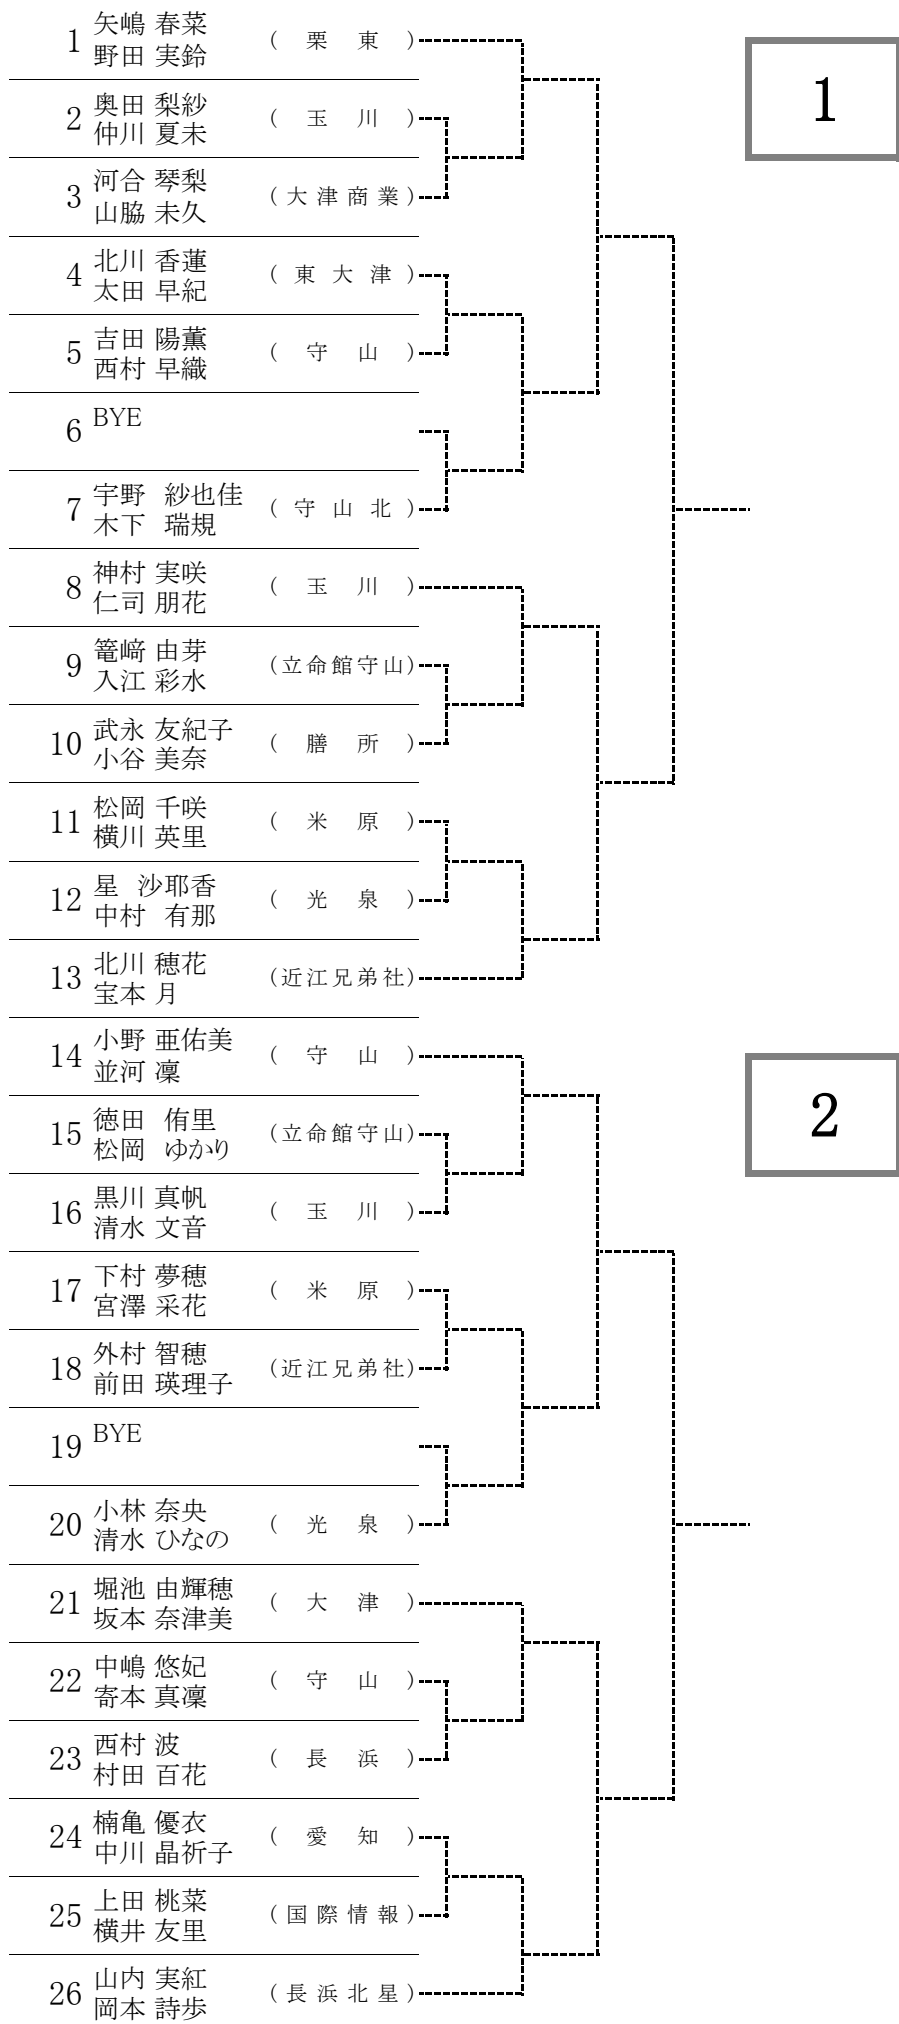 矢嶋 春菜
1 ( 栗 東 )
野田 実鈴
1
奥田 梨紗
2 ( 玉 川 )
仲川 夏未
河合 琴梨
3 (大津商業)
山脇 未久
北川 香蓮
4 ( 東 大 津 )
太田 早紀
吉田 陽薫
5 ( 守 山 )
西村 早織
6 BYE
宇野 紗也佳
7 ( 守 山 北 )
木下 瑞規
神村 実咲
8 ( 玉 川 )
仁司 朋花
篭﨑 由芽
9 (立命館守山)
入江 彩水
武永 友紀子
10 ( 膳 所 )
小谷 美奈
松岡 千咲
11 ( 米 原 )
横川 英里
星 沙耶香
12 ( 光 泉 )
中村 有那
北川 穂花
13 (近江兄弟社)
宝本 月
小野 亜佑美
14 ( 守 山 )
並河 凜
2
徳田 侑里
15 (立命館守山)
松岡 ゆかり
黒川 真帆
16 ( 玉 川 )
清水 文音
下村 夢穂
17 ( 米 原 )
宮澤 采花
外村 智穂
18 (近江兄弟社)
前田 瑛理子
19 BYE
小林 奈央
20 ( 光 泉 )
清水 ひなの
堀池 由輝穂
21 ( 大 津 )
坂本 奈津美
中嶋 悠妃
22 ( 守 山 )
寄本 真凜
西村 波
23 ( 長 浜 )
村田 百花
楠亀 優衣
24 ( 愛 知 )
中川 晶祈子
上田 桃菜
25 (国際情報)
横井 友里
山内 実紅
26 (長浜北星)
岡本 詩歩